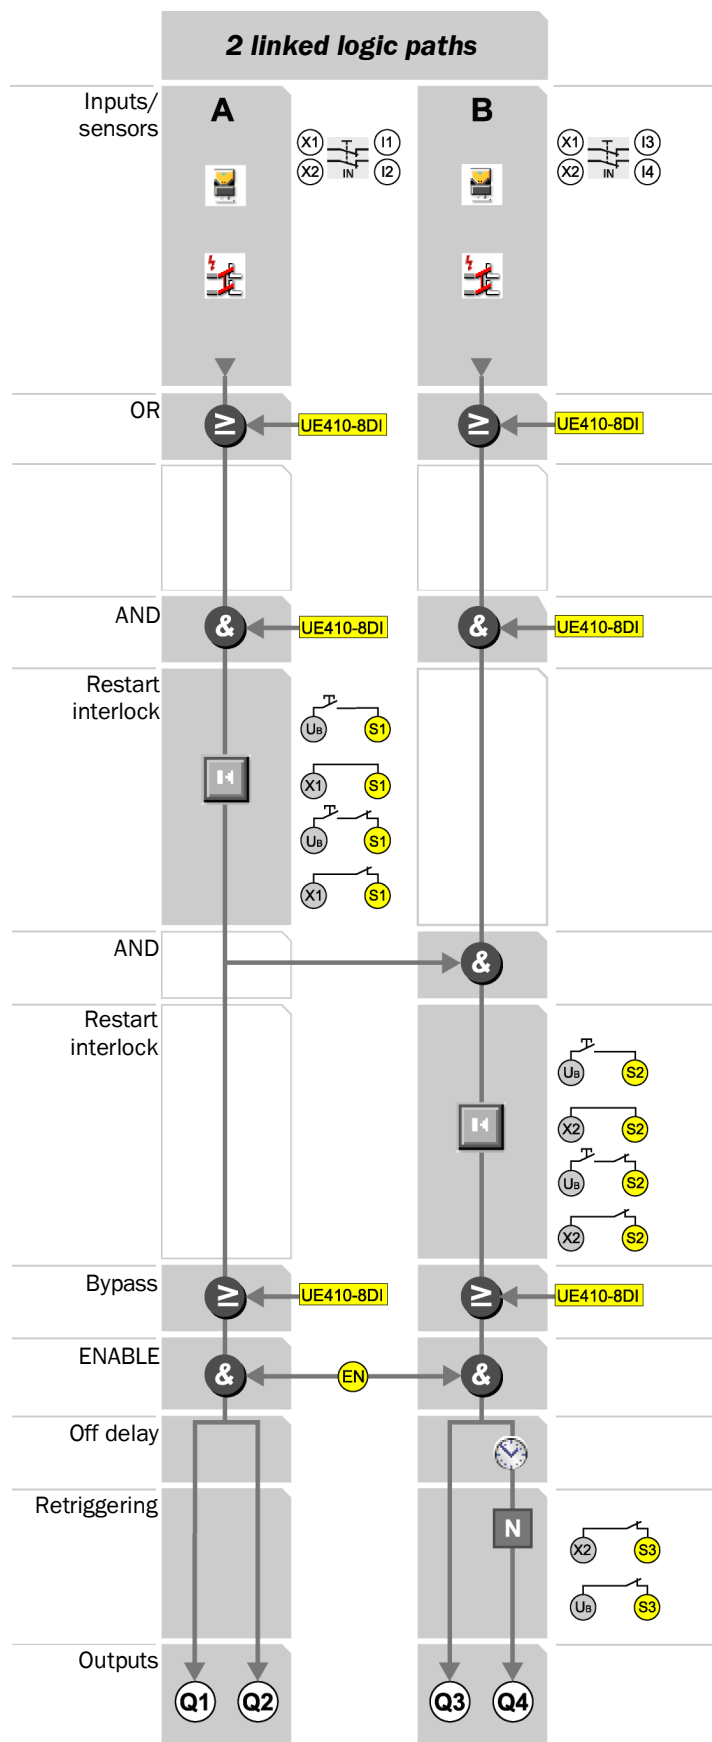 2 linked logic paths
Inputs/
sensors
A
B
X1
I1
X2
IN
I2
X1
I3
X2
IN
I4
OR
≥
UE410-8DI
≥
UE410-8DI
AND
&
UE410-8DI
&
UE410-8DI
Restart
interlock
UB
S1
X1
S1
UB
S1
X1
S1
AND
&
Restart
interlock
UB
S2
X2
S2
UB
S2
X2
S2
Bypass
≥
UE410-8DI
≥
UE410-8DI
ENABLE
&
EN
&
Off delay
Retriggering
N
X2
S3
UB
S3
Outputs
Q1
Q2
Q3
Q4